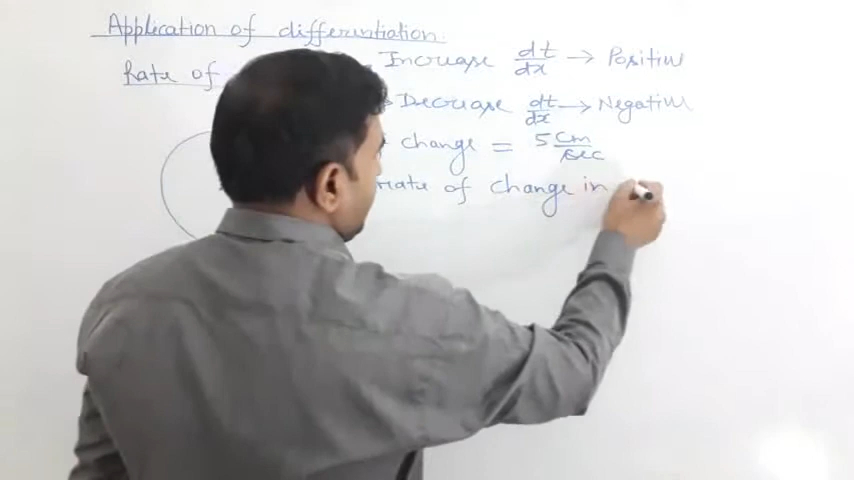 Application of differentiation
Rate of Increase dt/dx → Positive
Decrease dt/dx → Negative
change = 5 cm/sec
rate of change in